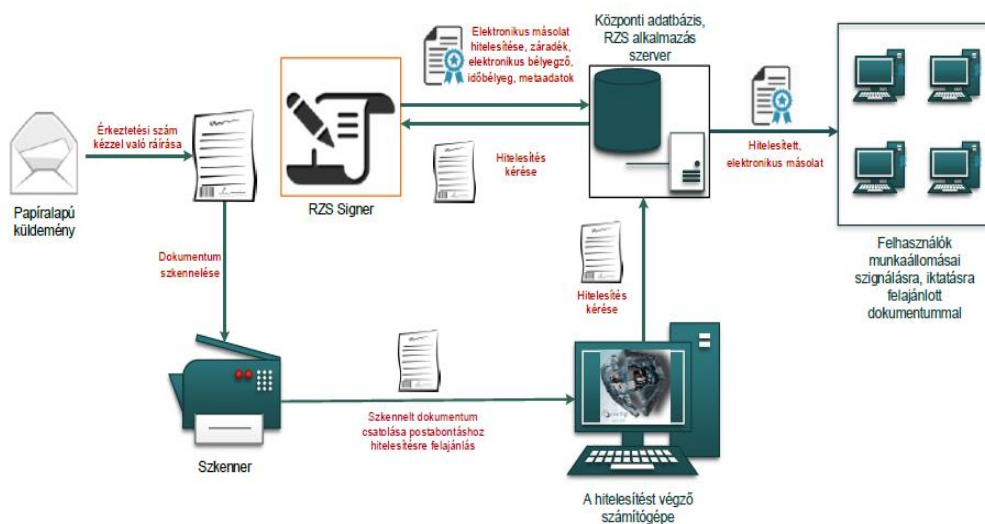 Központi adatbázis,
RZS alkalmazás
szerver
Elektronikus másolat
hitelesítése, záradék,
elektronikus bélyegző,
időbélyeg, metaadatok
Érkeztetési szám
kézzel való ráírása
Hitelesítés
kérése
Hitelesített,
elektronikus másolat
Papíralapú
küldemény
RZS Signer
Dokumentum
szkennelése
Hitelesítés
kérése
Felhasználók
munkaállomásai
szignálásra, iktatásra
felajánlott
dokumentummal
Szkennelt dokumentum
csatolása postabontáshoz
hitelesítésre felajánlás
Szkenner
A hitelesítést végző
számítógépe